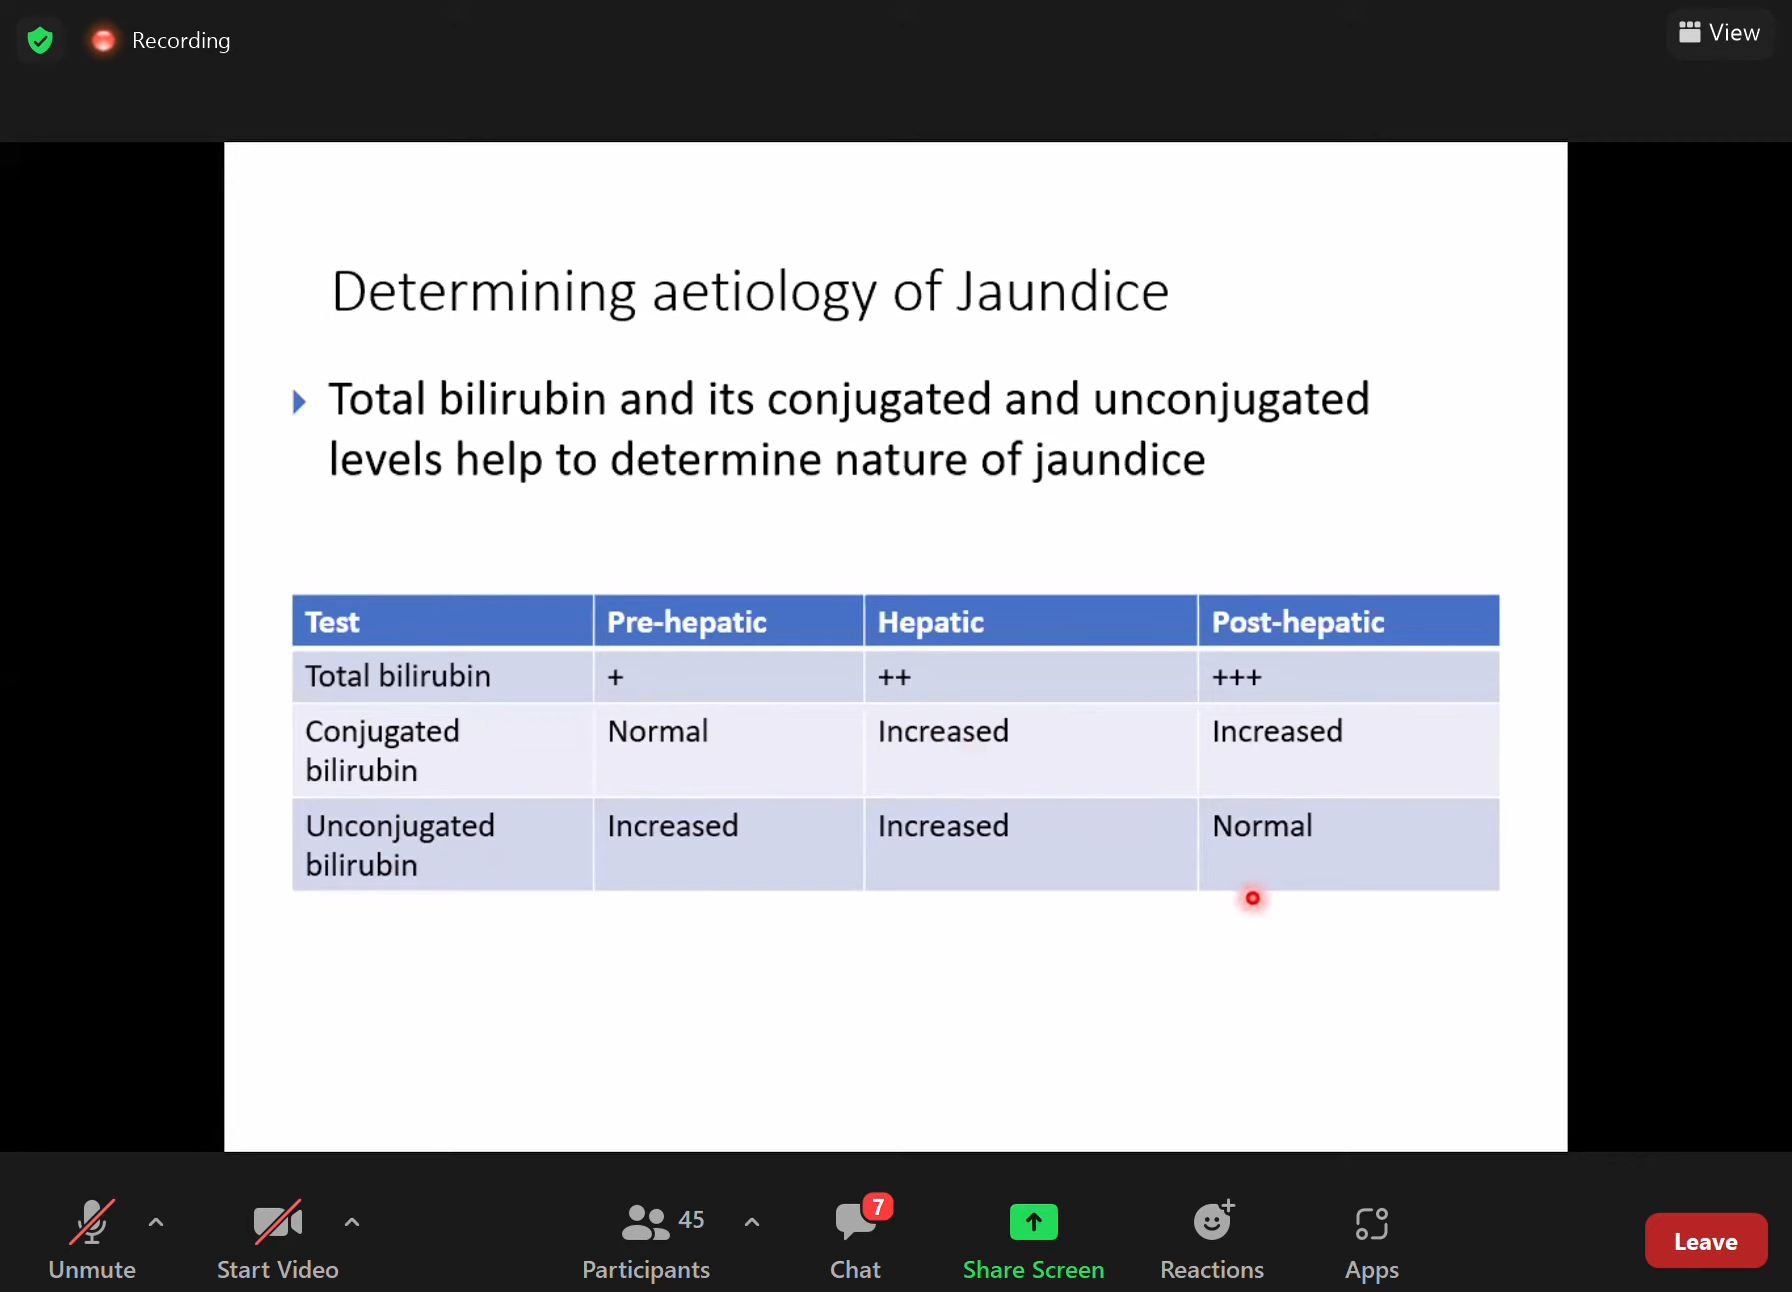 Recording
View
Determining aetiology of Jaundice
Total bilirubin and its conjugated and unconjugated
levels help to determine nature of jaundice
Test Pre-hepatic Hepatic Post-hepatic
Total bilirubin + ++ +++
Conjugated bilirubin Normal Increased Increased
Unconjugated bilirubin Increased Increased Normal
45
7
Unmute Start Video Participants Chat Share Screen Reactions Apps Leave